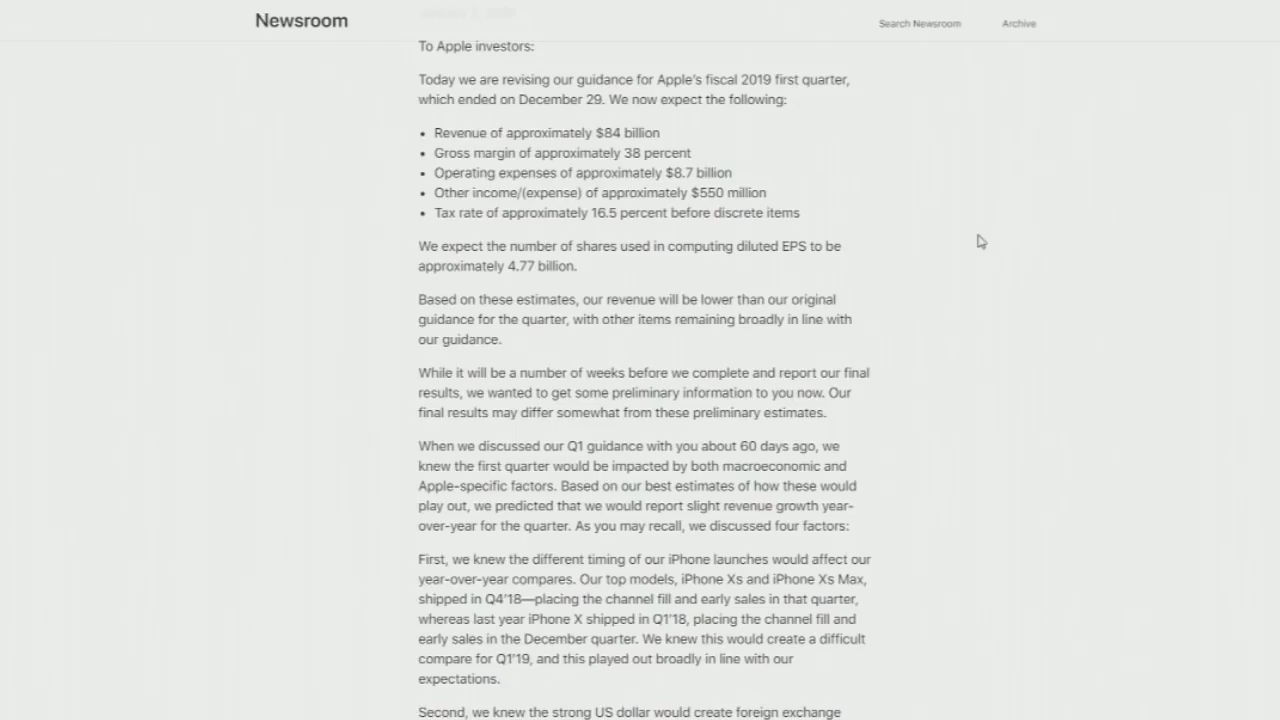 Newsroom
Search Newsroom
Archive
To Apple investors:
Today we are revising our guidance for Apple's fiscal 2019 first quarter,
which ended on December 29. We now expect the following:
• Revenue of approximately $84 billion
• Gross margin of approximately 38 percent
• Operating expenses of approximately $8.7 billion
• Other income/(expense) of approximately $550 million
• Tax rate of approximately 16.5 percent before discrete items
We expect the number of shares used in computing diluted EPS to be
approximately 4.77 billion.
Based on these estimates, our revenue will be lower than our original
guidance for the quarter, with other items remaining broadly in line with
our guidance.
While it will be a number of weeks before we complete and report our final
results, we wanted to get some preliminary information to you now. Our
final results may differ somewhat from these preliminary estimates.
When we discussed our Q1 guidance with you about 60 days ago, we
knew the first quarter would be impacted by both macroeconomic and
Apple-specific factors. Based on our best estimates of how these would
play out, we predicted that we would report slight revenue growth year-
over-year for the quarter. As you may recall, we discussed four factors:
First, we knew the different timing of our iPhone launches would affect our
year-over-year compares. Our top models, iPhone Xs and iPhone Xs Max,
shipped in Q4'18—placing the channel fill and early sales in that quarter,
whereas last year iPhone X shipped in Q1'18, placing the channel fill and
early sales in the December quarter. We knew this would create a difficult
compare for Q1'19, and this played out broadly in line with our
expectations.
Second, we knew the strong US dollar would create foreign exchange